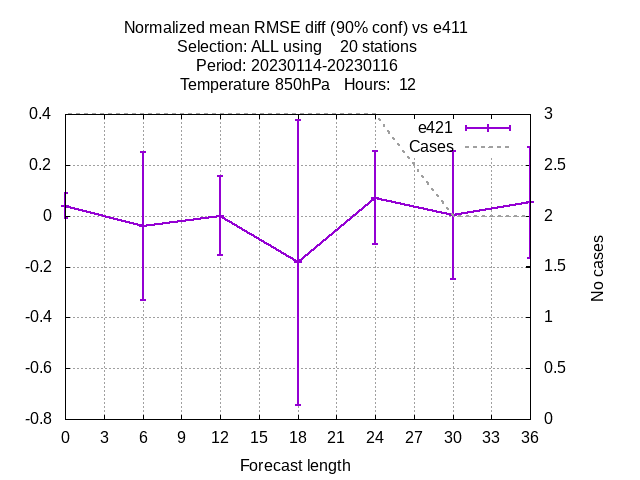 Normalized mean RMSE diff (90% conf) vs e411
Selection: ALL using    20 stations
Period: 20230114-20230116
Temperature 850hPa   Hours:  12
0.4
0.2
0
-0.2
-0.4
-0.6
-0.8
e421
Cases
3
2.5
2
1.5
1
0.5
0
No cases
0 3 6 9 12 15 18 21 24 27 30 33 36
Forecast length